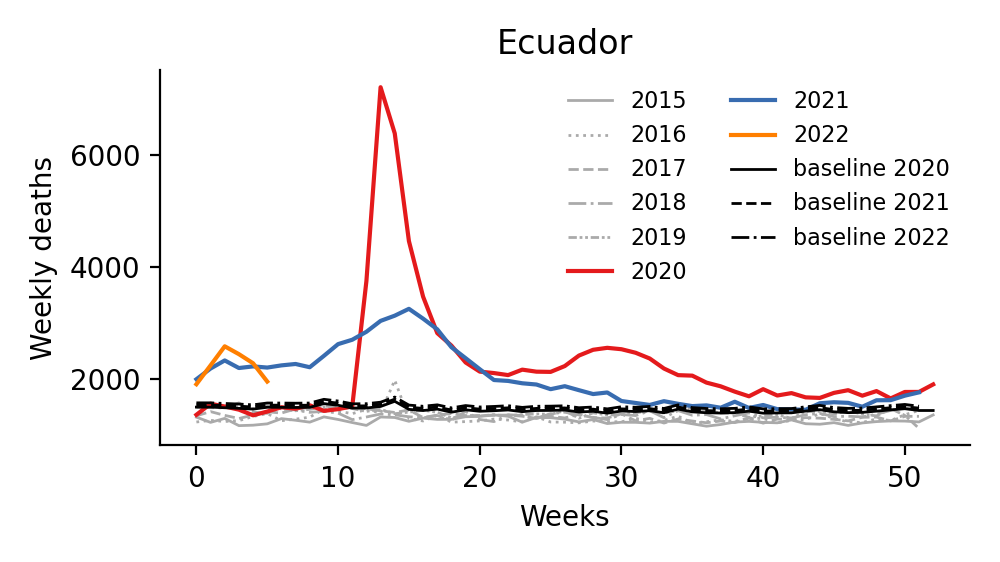 Ecuador
Weekly deaths
6000
4000
2000
0 10 20 30 40 50
Weeks
2015
2016
2017
2018
2019
2020
2021
2022
baseline 2020
baseline 2021
baseline 2022